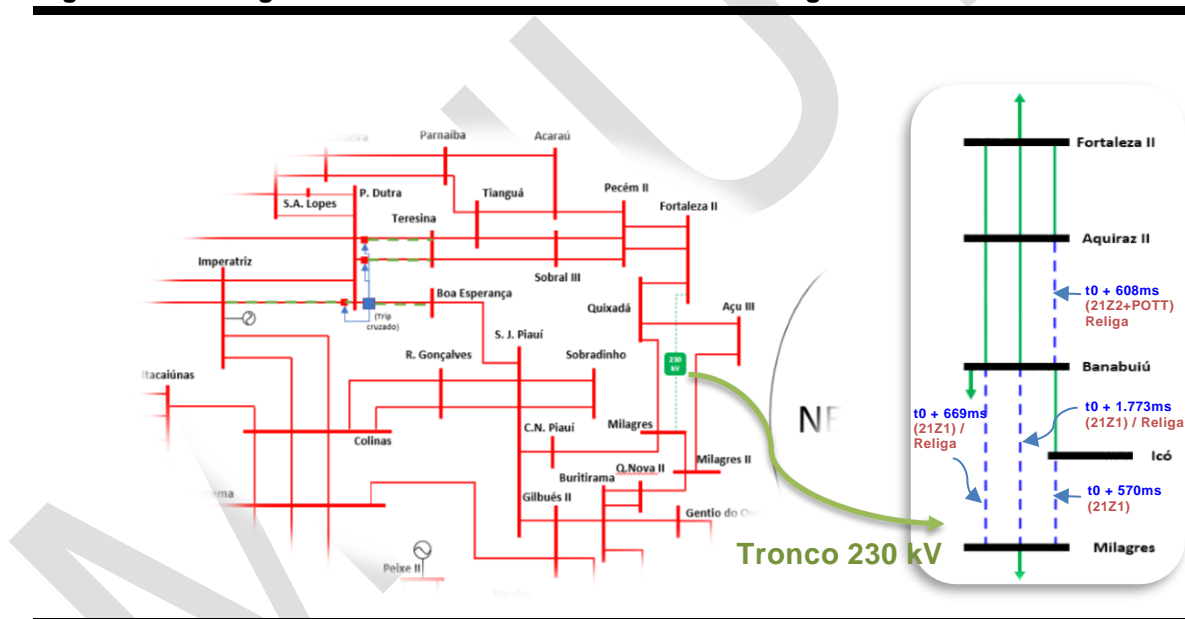 Parnaíba
Acaraú
S.A. Lopes
P. Dutra
Tianguá
Pecém II
Teresina
Fortaleza II
Imperatriz
Sobral III
Boa Esperança
(Trip
cruzado)
Quixadá
Açu III
S. J. Piauí
R. Gonçalves
Sobradinho
230
kV
Itacaiúnas
Colinas
C.N. Piauí
Milagres
Milagres II
Q.Nova II
Buritirama
Gilbués II
Gentio do
Peixe II
Tronco 230 kV
Fortaleza II
Aquiraz II
t0 + 608ms
(21Z2+POTT)
Religa
Banabuiú
t0 + 669ms
(21Z1) /
Religa
t0 + 1.773ms
(21Z1) / Religa
Icó
t0 + 570ms
(21Z1)
Milagres